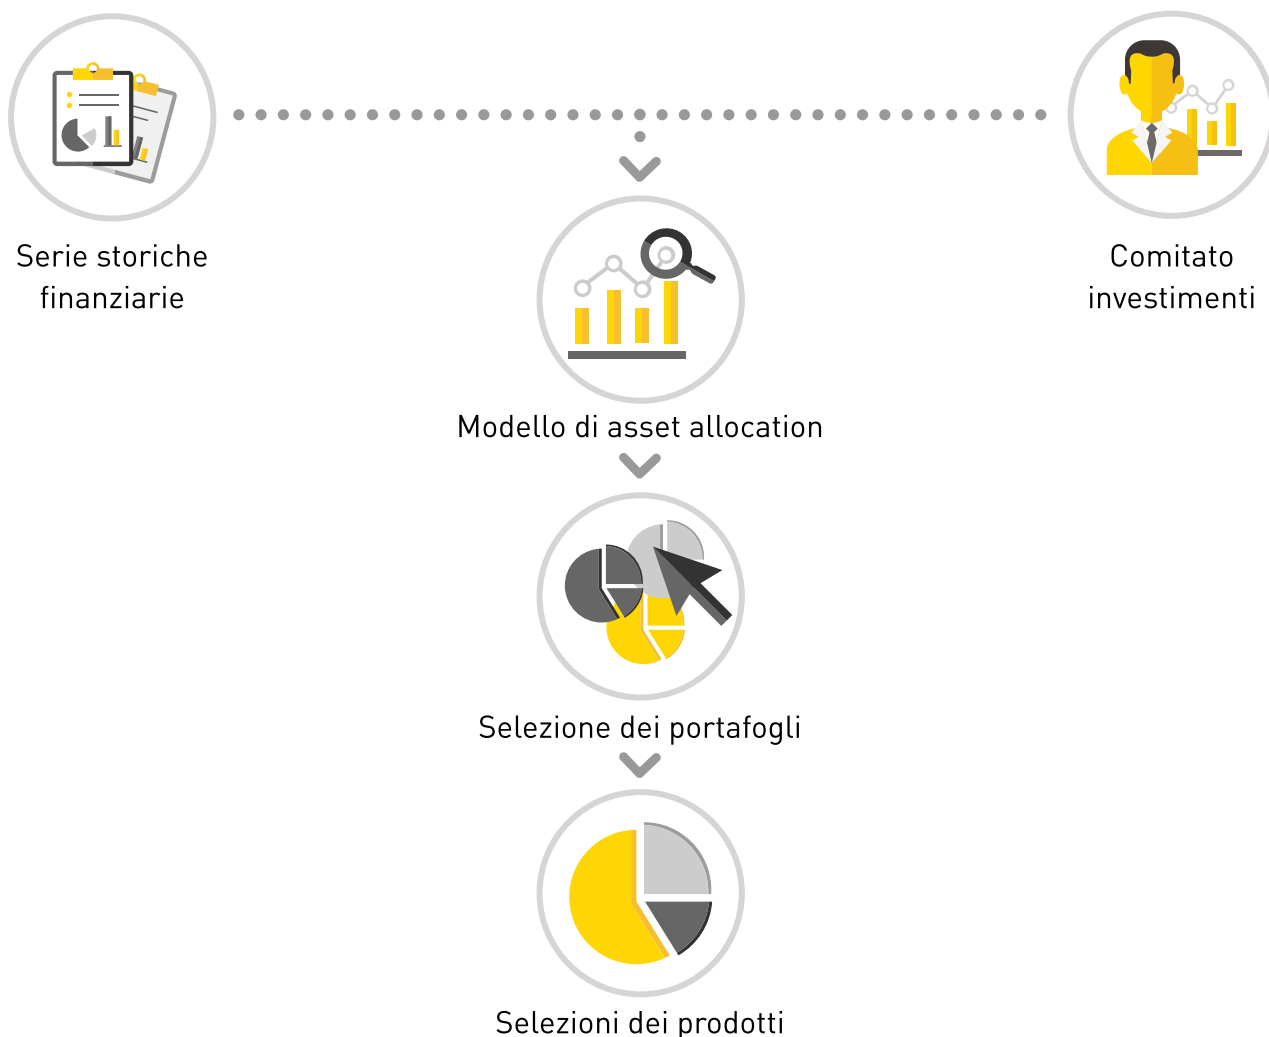 Serie storiche
finanziarie
Comitato
investimenti
Modello di asset allocation
Selezione dei portafogli
Selezioni dei prodotti